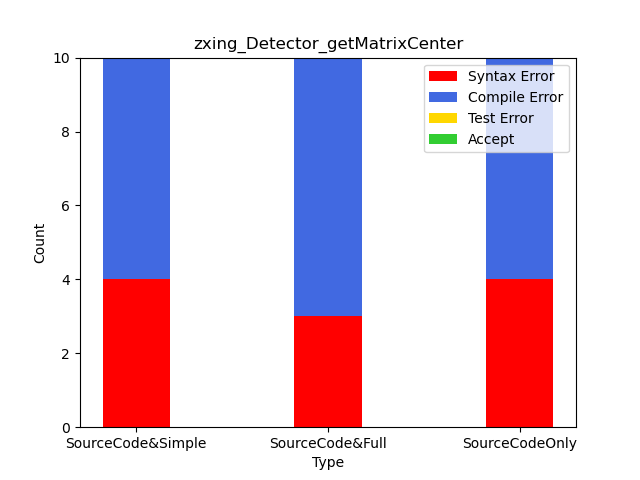 zxing_Detector_getMatrixCenter
Syntax Error
Compile Error
Test Error
Accept
10
8
6
4
2
0
Count
SourceCode&Simple
SourceCode&Full
SourceCodeOnly
Type